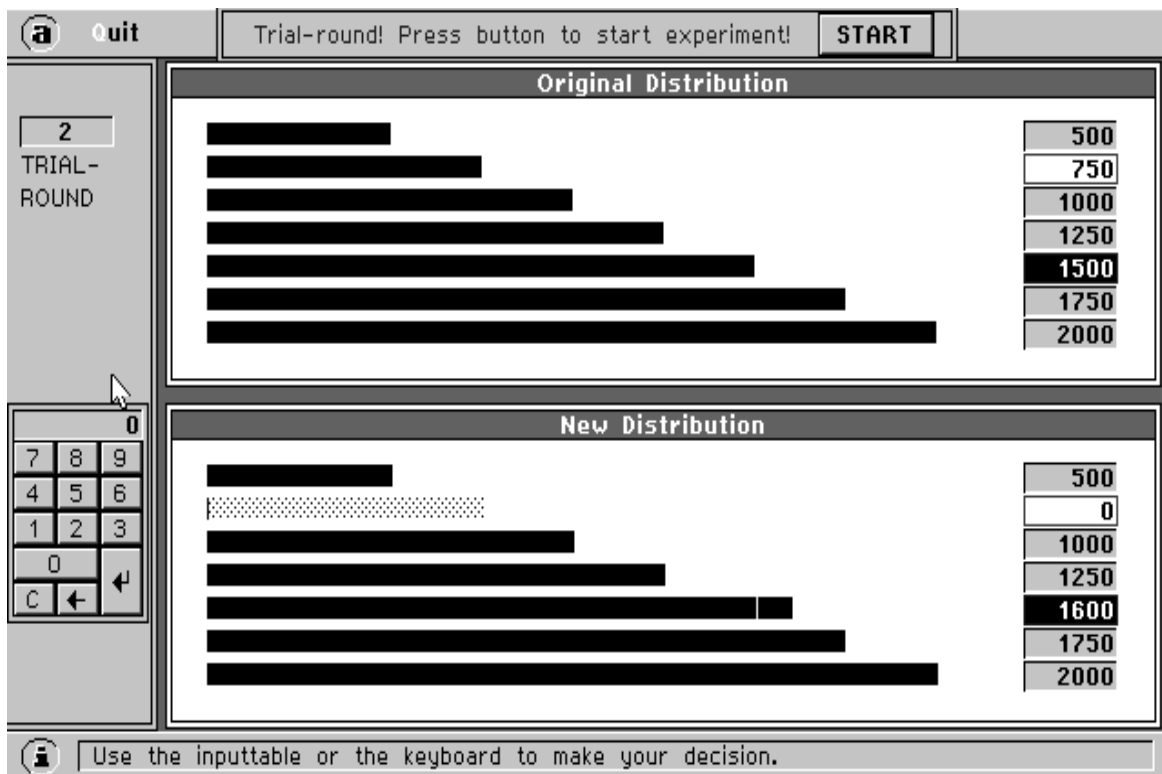 a Quit Trial-round! Press button to start experiment! START
Original Distribution
2
TRIAL-
ROUND
500
750
1000
1250
1500
1750
2000
New Distribution
0
7 8 9
4 5 6
1 2 3
0
C
500
0
1000
1250
1600
1750
2000
i Use the inputtable or the keyboard to make your decision.